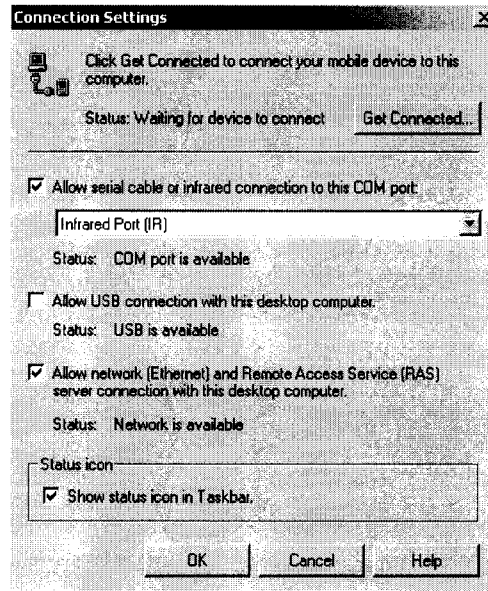 Connection Settings
Click Get Connected to connect your mobile device to this
computer.
Status: Waiting for device to connect
Get Connected...
Allow serial cable or infrared connection to this COM port:
Infrared Port (IR)
Status: COM port is available
Allow USB connection with this desktop computer.
Status: USB is available
Allow network (Ethernet) and Remote Access Service (RAS)
server connection with this desktop computer.
Status: Network is available
Status icon
Show status icon in Taskbar.
OK
Cancel
Help